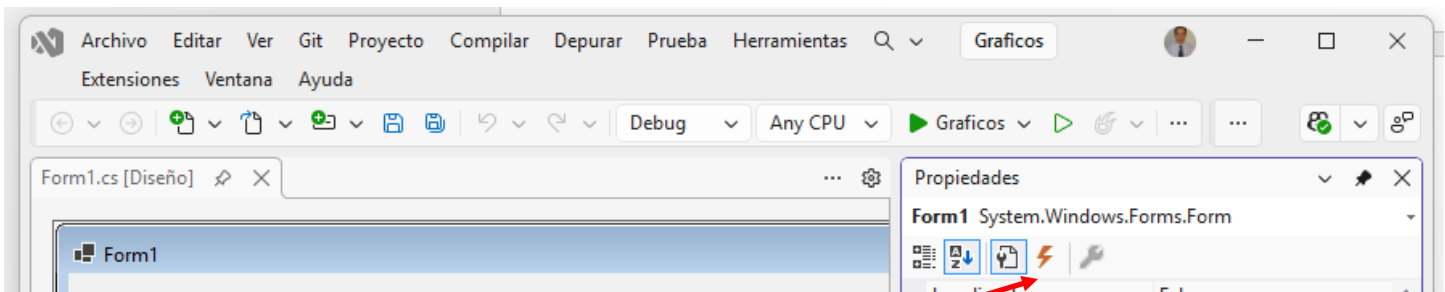 Archivo Editar Ver Git Proyecto Compilar Depurar Prueba Herramientas Graficos
Extensiones Ventana Ayuda
Debug Any CPU Graficos
Form1.cs [Diseño]
Propiedades
Form1 System.Windows.Forms.Form
Form1